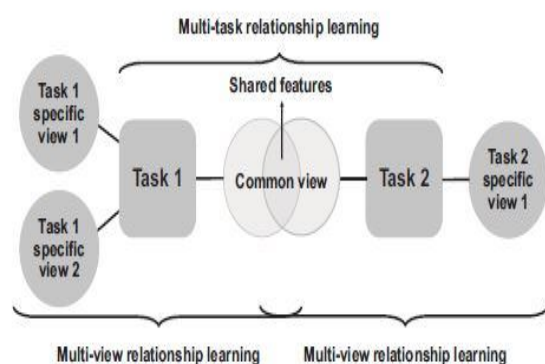 Multi-task relationship learning
Shared features
Task 1
specific
view 1
Task 1
Common view
Task 2
Task 2
specific
view 1
Task 1
specific
view 2
Multi-view relationship learning
Multi-view relationship learning